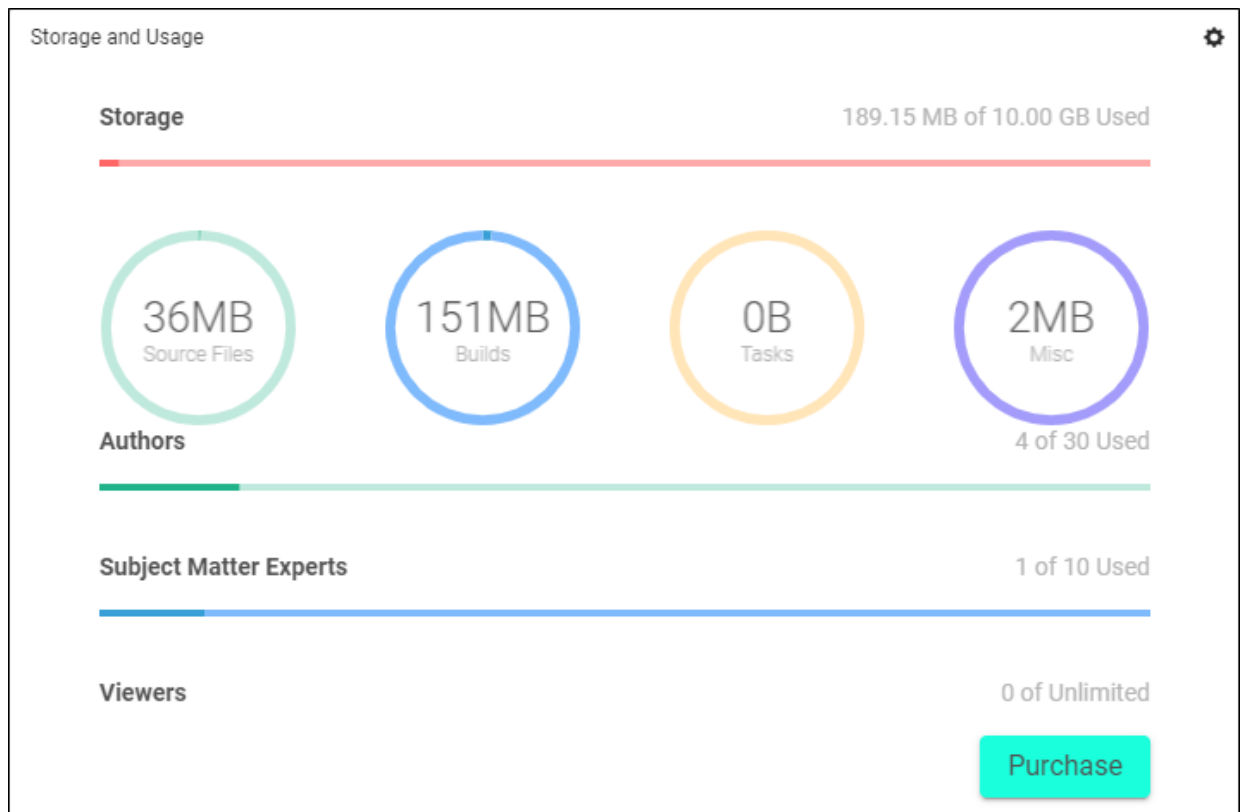 Storage and Usage
Storage
189.15 MB of 10.00 GB Used
36MB
Source Files
151MB
Builds
0B
Tasks
2MB
Misc
Authors
4 of 30 Used
Subject Matter Experts
1 of 10 Used
Viewers
0 of Unlimited
Purchase